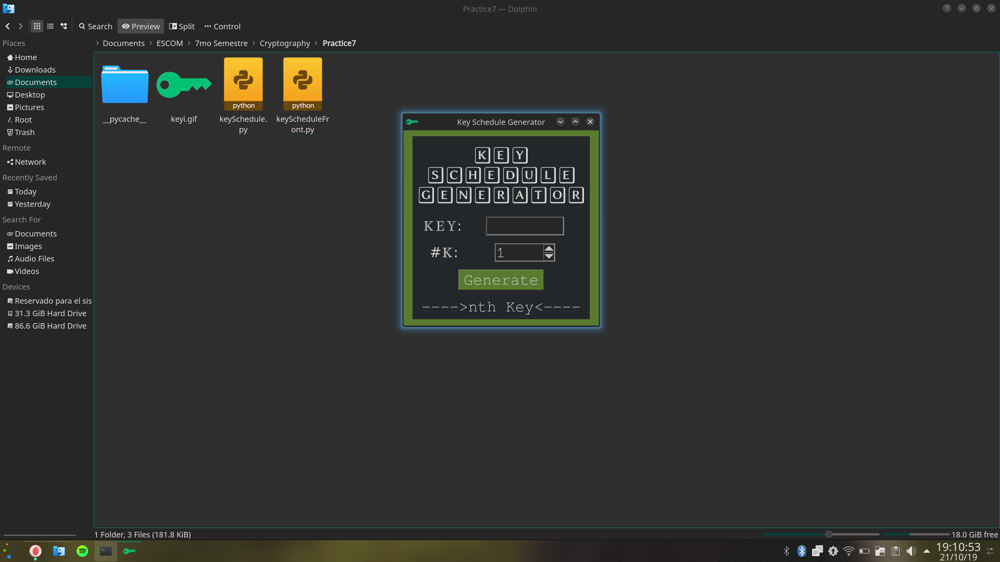 Practice7 — Dolphin
Search
Preview
Split
Control
Places
Documents > ESCOM > 7mo Semestre > Cryptography > Practice7
Home
Downloads
Documents
Desktop
Pictures
Root
Trash
Remote
Network
Recently Saved
Today
Yesterday
Search For
Documents
Images
Audio Files
Videos
Devices
Reservado para el sis
31.3 GiB Hard Drive
86.6 GiB Hard Drive
python
python
__pycache__
keyi.gif
keySchedule.
py
keyScheduleFr
ont.py
Key Schedule Generator
KEY
SCHEDULE
GENERATOR
KEY:
#K:
1
Generate
---->nth Key<----
1 Folder, 3 Files (181.8 KiB)
18.0 GiB free
19:10:53
21/10/19